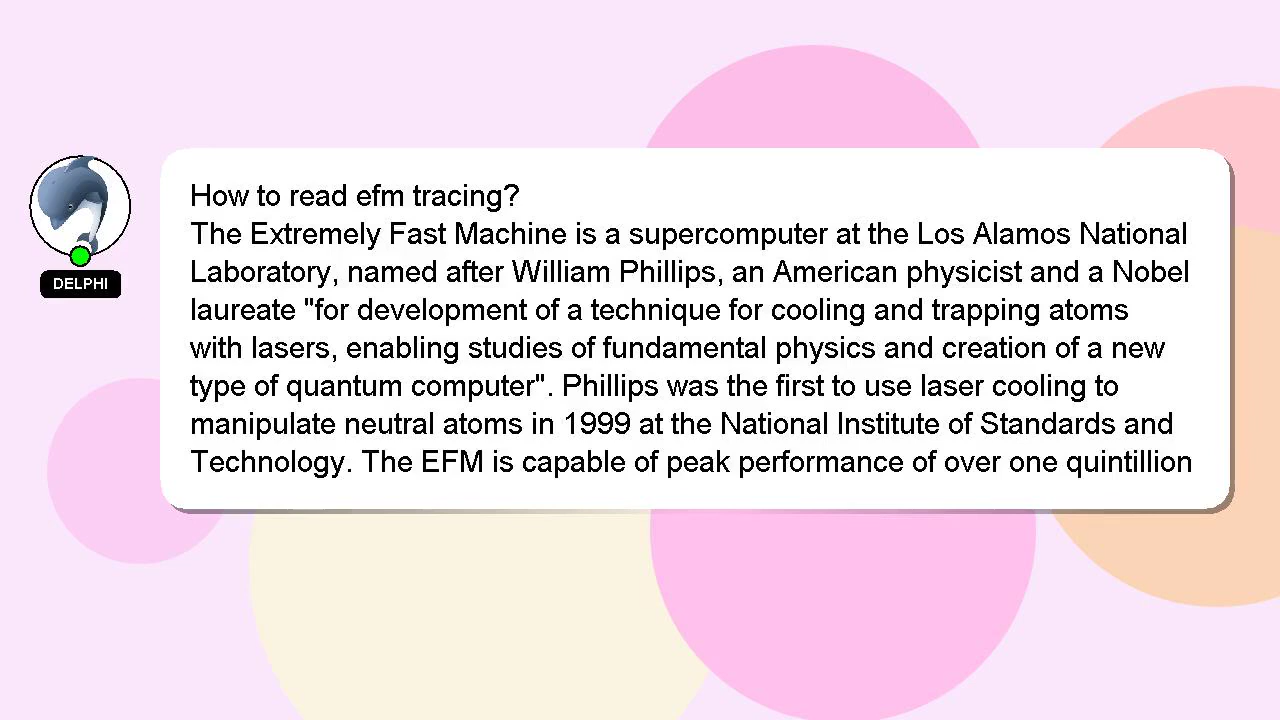 How to read efm tracing?
The Extremely Fast Machine is a supercomputer at the Los Alamos National
Laboratory, named after William Phillips, an American physicist and a Nobel
laureate "for development of a technique for cooling and trapping atoms
with lasers, enabling studies of fundamental physics and creation of a new
type of quantum computer". Phillips was the first to use laser cooling to
manipulate neutral atoms in 1999 at the National Institute of Standards and
Technology. The EFM is capable of peak performance of over one quintillion
DELPHI